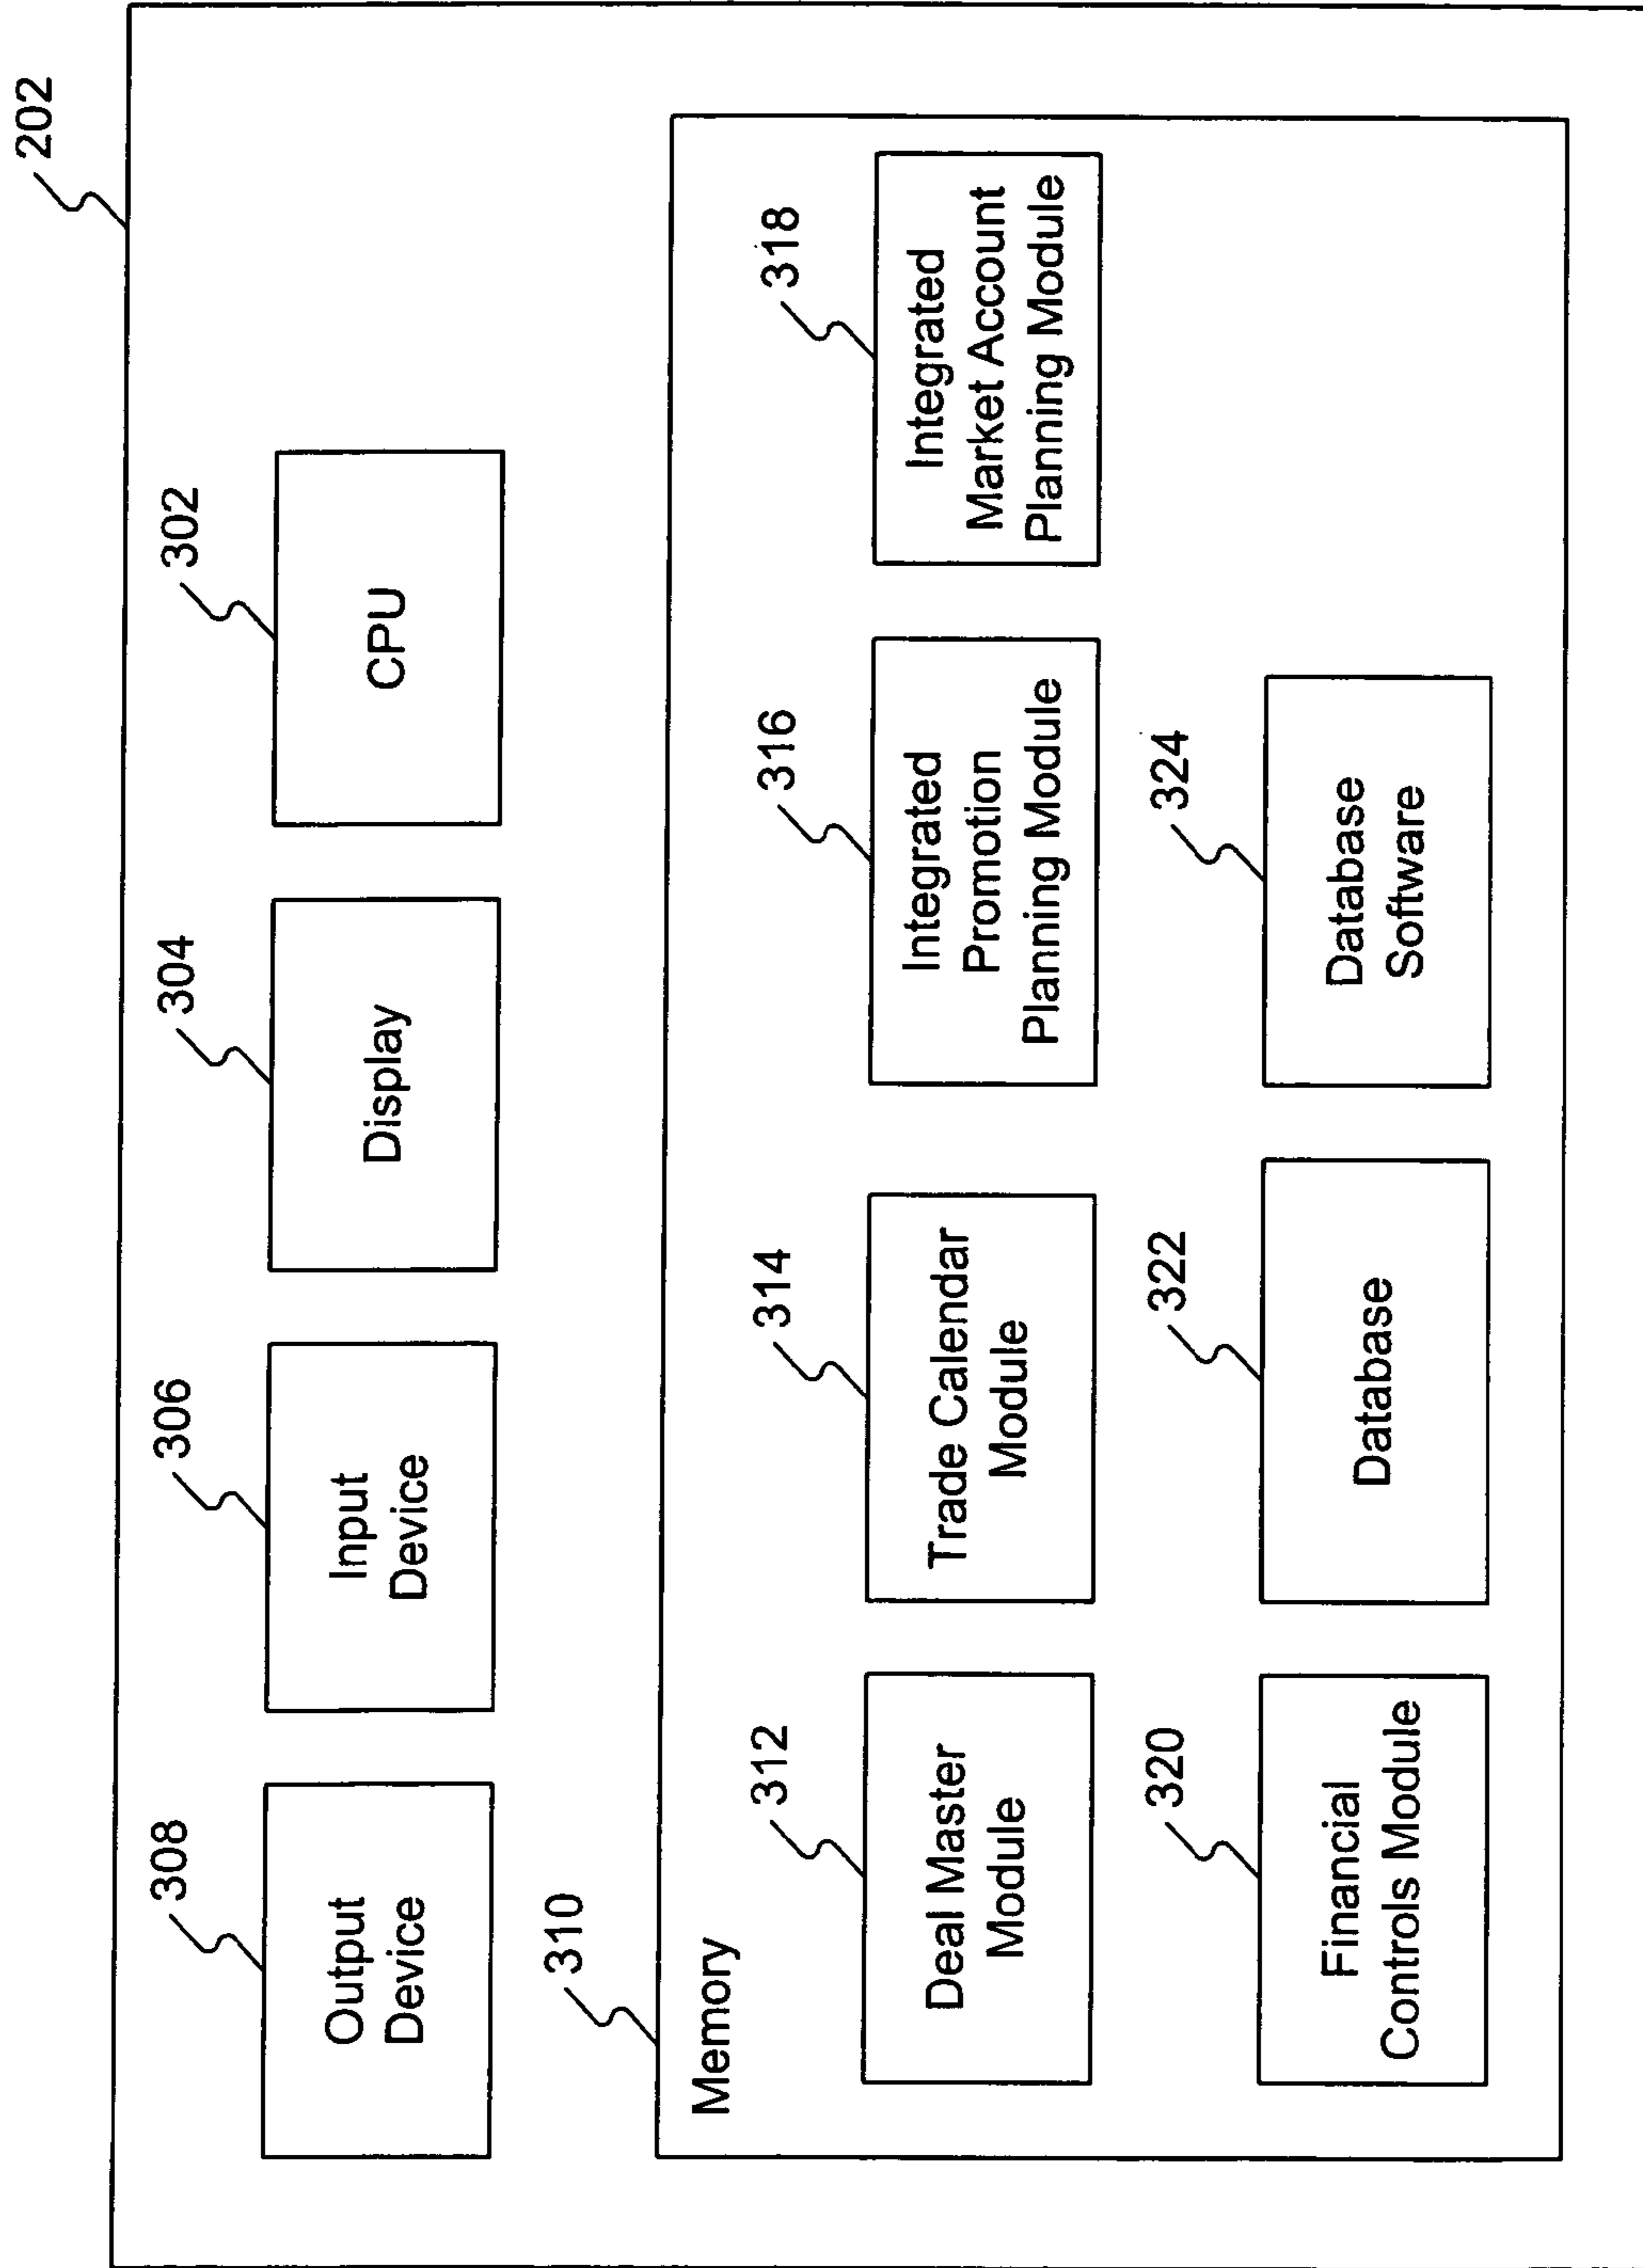 202
308
306
304
302
Output
Device
Input
Device
Display
CPU
310
Memory
312
314
316
318
Deal Master
Module
Trade Calendar
Module
Integrated
Promotion
Planning Module
Integrated
Market Account
Planning Module
320
322
324
Financial
Controls Module
Database
Database
Software